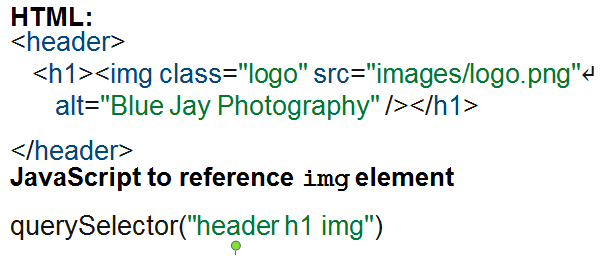 HTML:
<header>
<h1><img class="logo" src="images/logo.png"↵
alt="Blue Jay Photography" /></h1>
</header>
JavaScript to reference img element
querySelector("header h1 img")